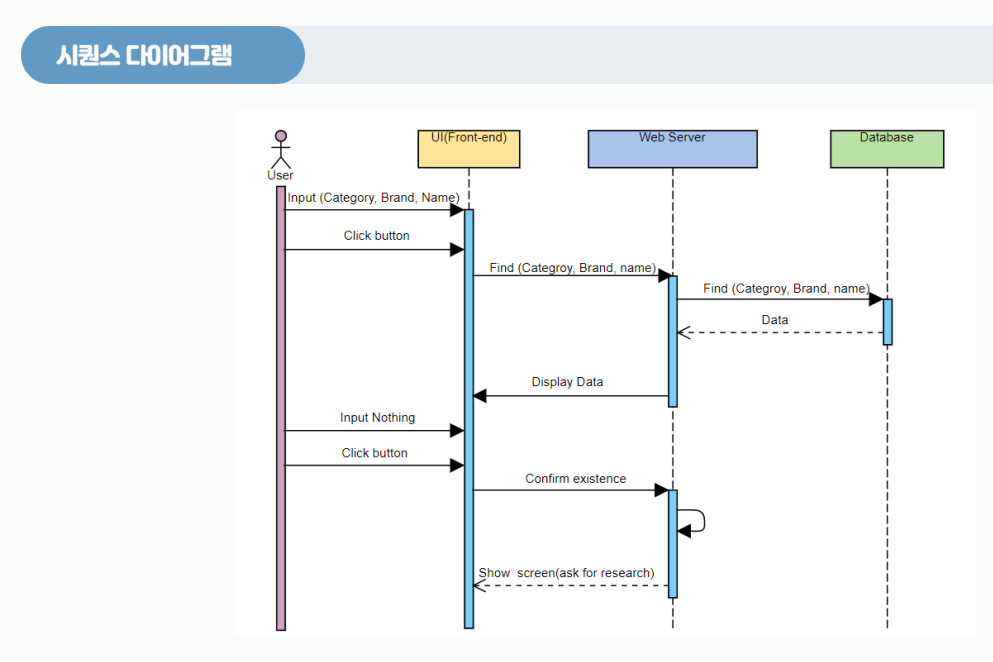 시퀀스 다이어그램
UI(Front-end)
Web Server
Database
User
Input (Category, Brand, Name)
Click button
Find (Categroy, Brand, name)
Find (Categroy, Brand, name)
Data
Display Data
Input Nothing
Click button
Confirm existence
Show screen(ask for research)